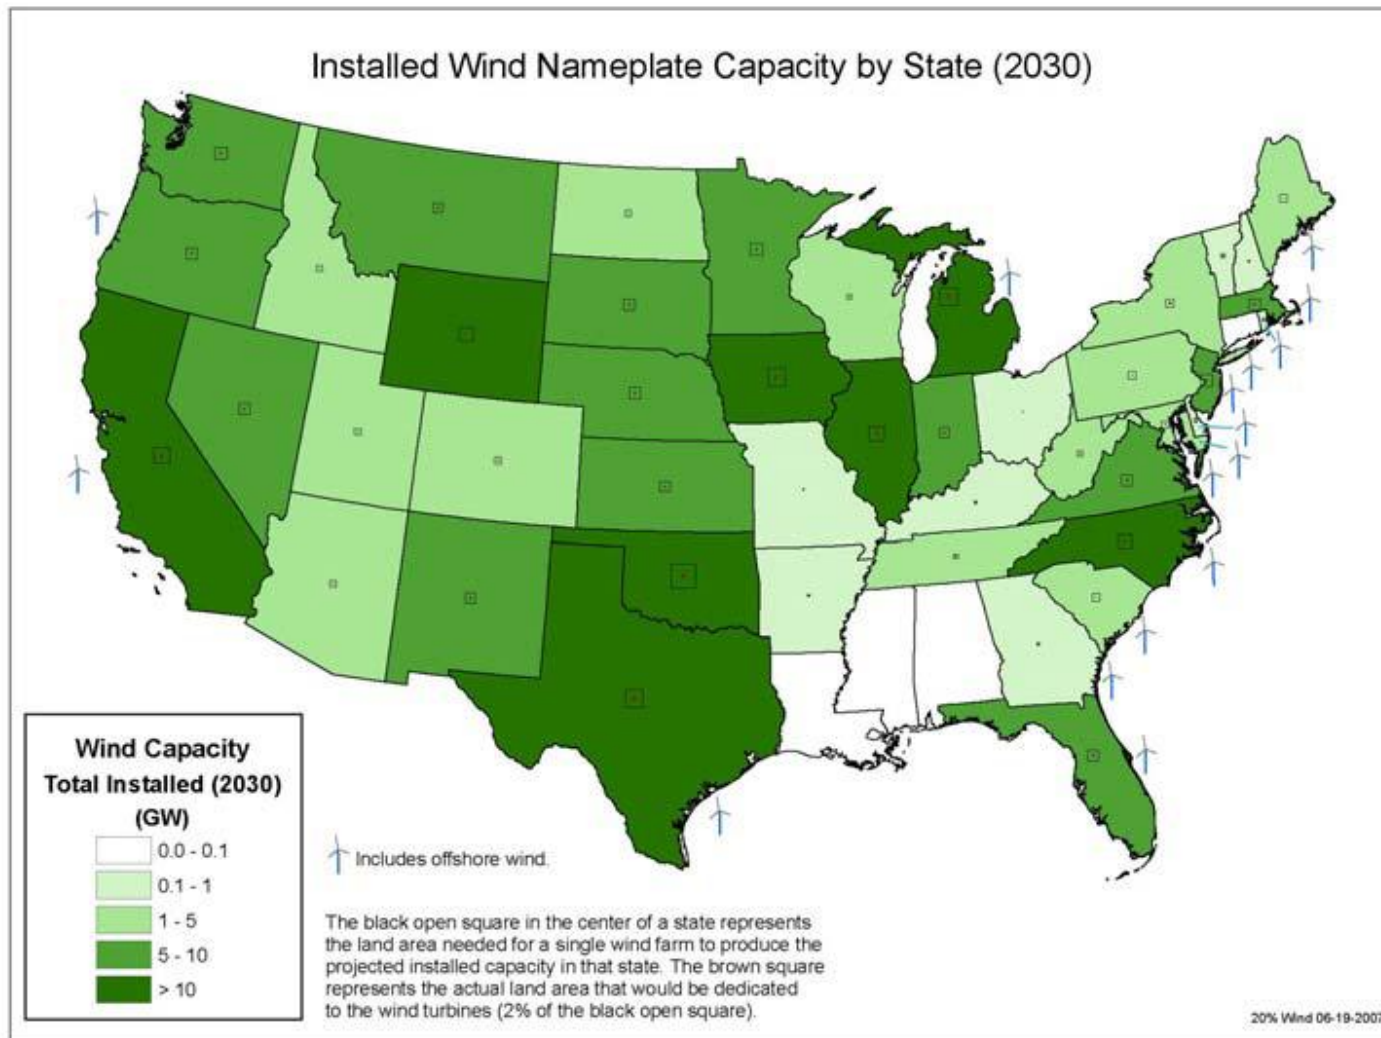 Installed Wind Nameplate Capacity by State (2030)
Wind Capacity
Total Installed (2030)
(GW)
0.0 - 0.1
0.1 - 1
1 - 5
5 - 10
> 10
Includes offshore wind.
The black open square in the center of a state represents
the land area needed for a single wind farm to produce the
projected installed capacity in that state. The brown square
represents the actual land area that would be dedicated
to the wind turbines (2% of the black open square).
20% Wind 06-19-2007